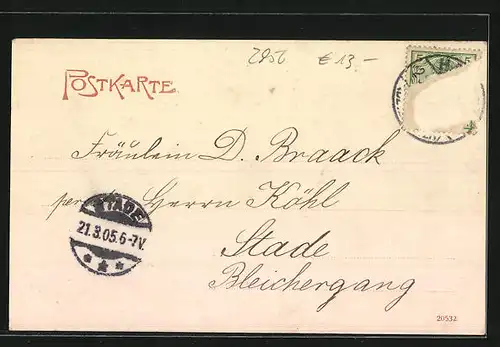 2856 € 13.-
POSTKARTE
Fräulein D. Braack
per Herrn Köhl
STADE
21.3.05.6-7V.
Stade
Bleichergang
20532